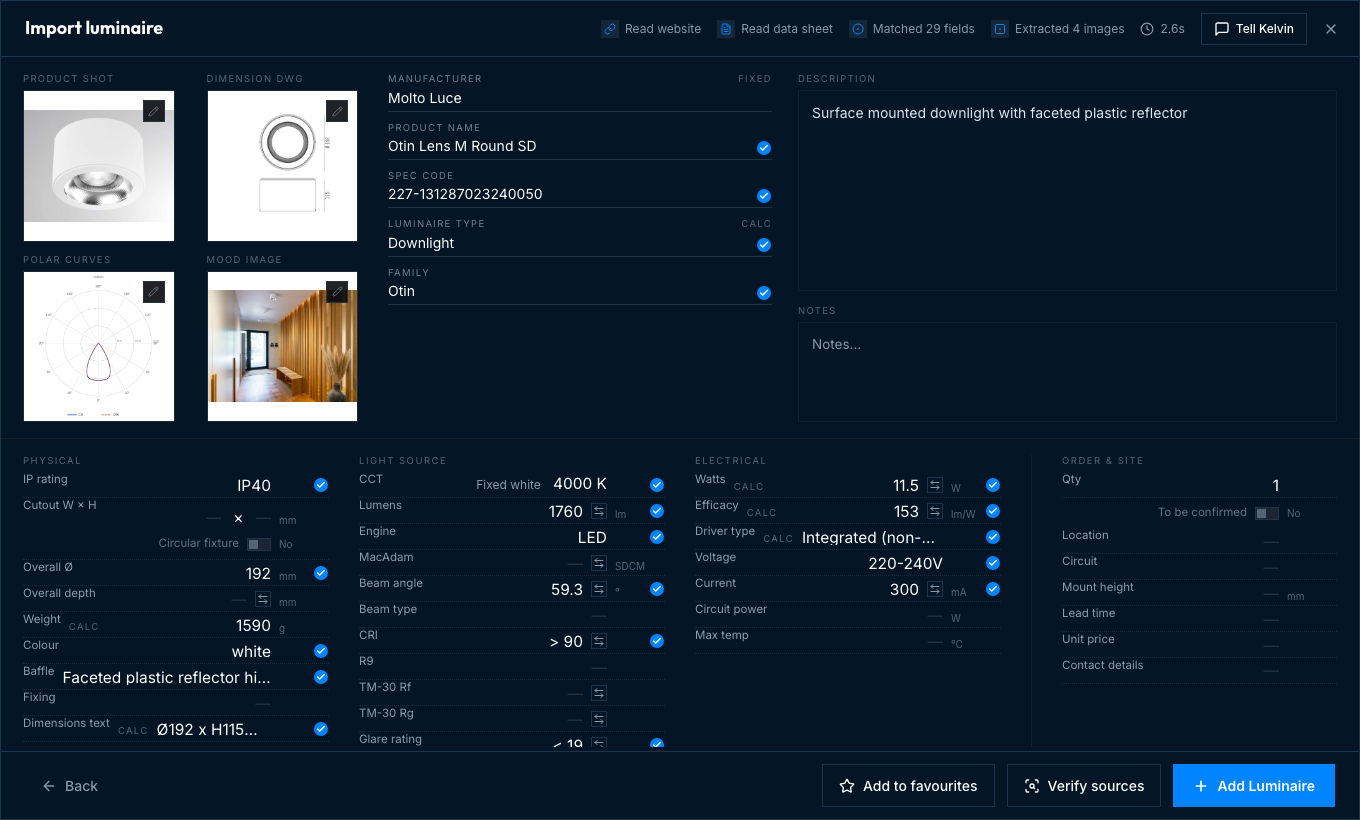 Import luminaire
Read website
Read data sheet
Matched 29 fields
Extracted 4 images
2.6s
Tell Kelvin
PRODUCT SHOT
DIMENSION DWG
POLAR CURVES
MOOD IMAGE
MANUFACTURER FIXED
Molto Luce
PRODUCT NAME
Otin Lens M Round SD
SPEC CODE
227-131287023240050
LUMINAIRE TYPE CALC
Downlight
FAMILY
Otin
DESCRIPTION
Surface mounted downlight with faceted plastic reflector
NOTES
Notes...
PHYSICAL
IP rating IP40
Cutout W × H
— × — mm
Circular fixture No
Overall Ø 192 mm
Overall depth — mm
Weight CALC 1590 g
Colour white
Baffle Faceted plastic reflector hi...
Fixing —
Dimensions text CALC Ø192 x H115...
LIGHT SOURCE
CCT Fixed white 4000 K
Lumens 1760 lm
Engine LED
MacAdam — SDCM
Beam angle 59.3 °
Beam type —
CRI > 90
R9 —
TM-30 Rf —
TM-30 Rg —
Glare rating < 19
ELECTRICAL
Watts CALC 11.5 W
Efficacy CALC 153 lm/W
Driver type CALC Integrated (non-...
Voltage 220-240V
Current 300 mA
Circuit power — W
Max temp — °C
ORDER & SITE
Qty 1
To be confirmed No
Location —
Circuit —
Mount height — mm
Lead time —
Unit price —
Contact details —
Back
Add to favourites
Verify sources
Add Luminaire